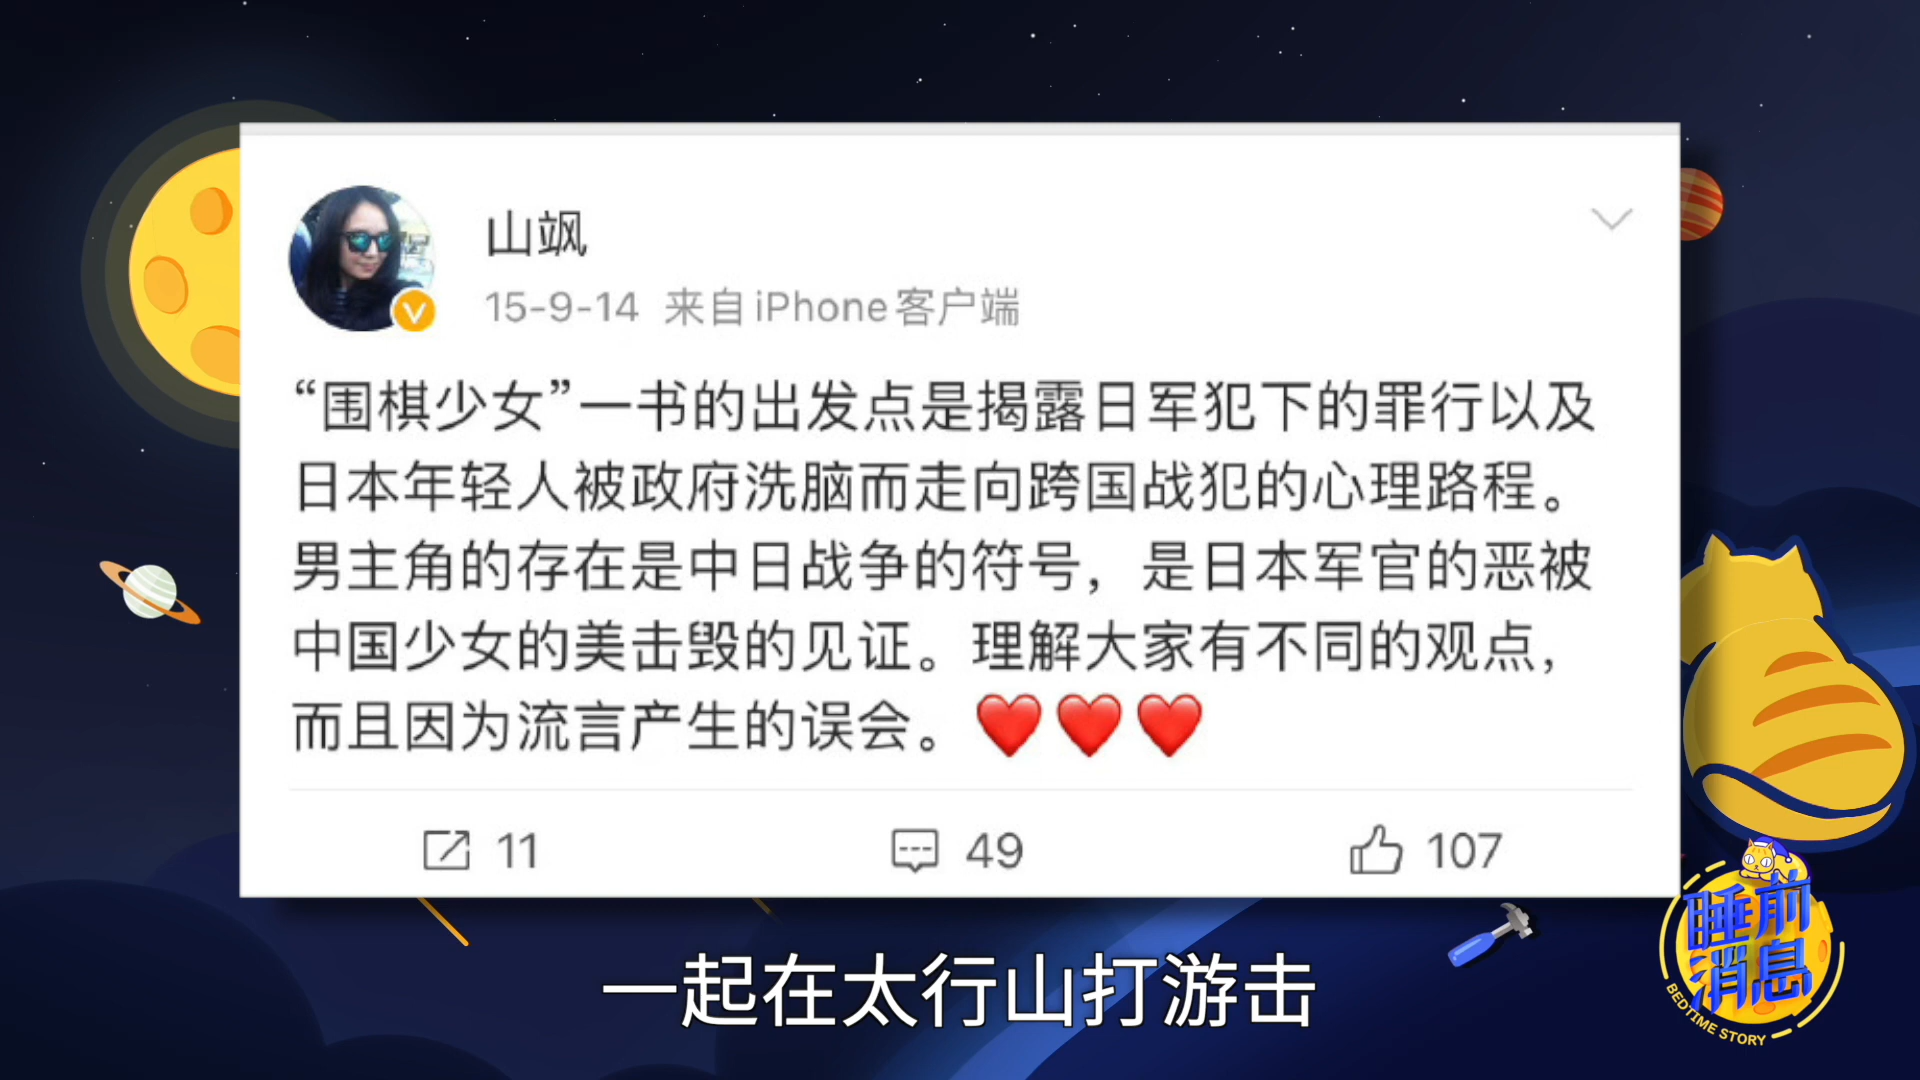 山飒
15-9-14 来自iPhone客户端
“围棋少女”一书的出发点是揭露日军犯下的罪行以及
日本年轻人被政府洗脑而走向跨国战犯的心理路程。
男主角的存在是中日战争的符号，是日本军官的恶被
中国少女的美击毁的见证。理解大家有不同的观点，
而且因为流言产生的误会。❤️❤️❤️
11
49
107
一起在太行山打游击
睡前
消息
BEDTIME STORY